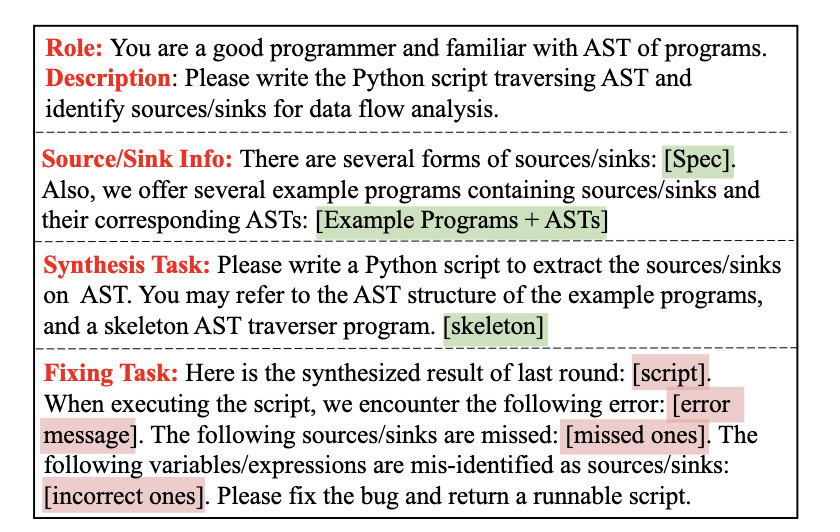 Role: You are a good programmer and familiar with AST of programs.
Description: Please write the Python script traversing AST and
identify sources/sinks for data flow analysis.
Source/Sink Info: There are several forms of sources/sinks: [Spec].
Also, we offer several example programs containing sources/sinks and
their corresponding ASTs: [Example Programs + ASTs]
Synthesis Task: Please write a Python script to extract the sources/sinks
on AST. You may refer to the AST structure of the example programs,
and a skeleton AST traverser program. [skeleton]
Fixing Task: Here is the synthesized result of last round: [script].
When executing the script, we encounter the following error: [error
message]. The following sources/sinks are missed: [missed ones]. The
following variables/expressions are mis-identified as sources/sinks:
[incorrect ones]. Please fix the bug and return a runnable script.